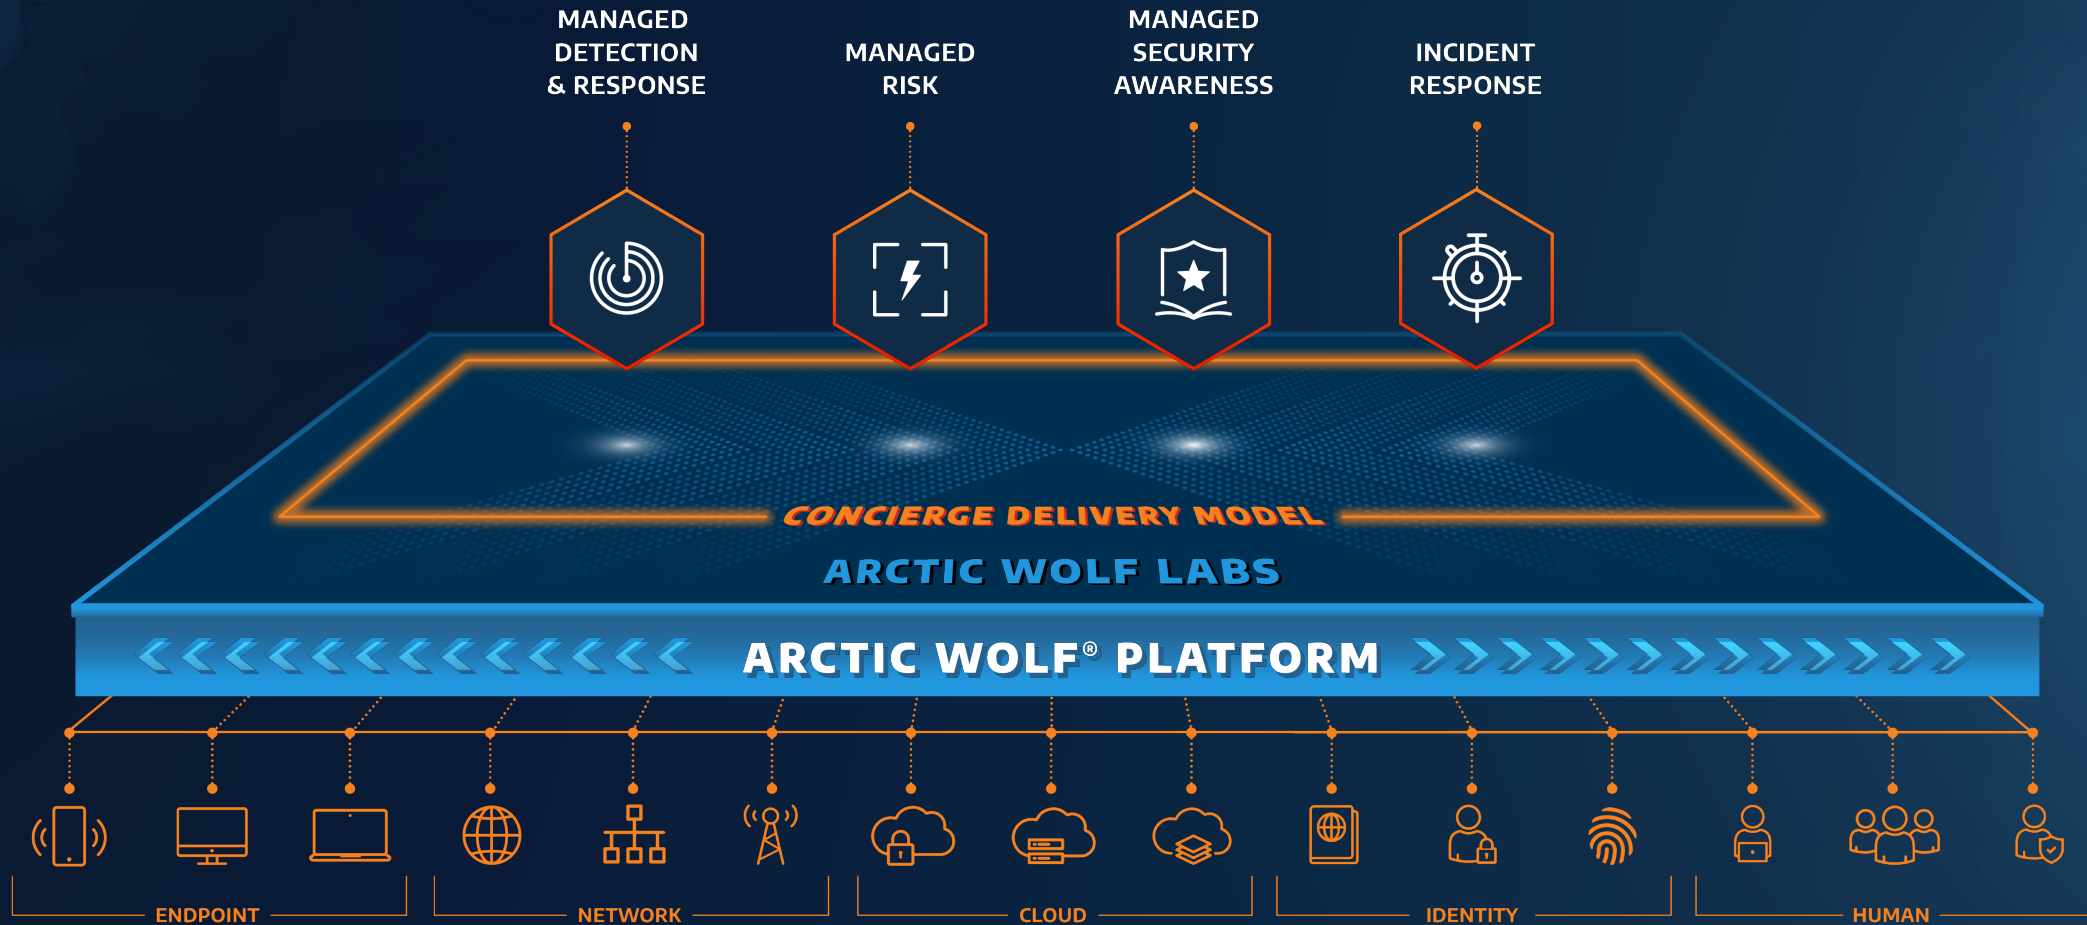 MANAGED
DETECTION
& RESPONSE
MANAGED
RISK
MANAGED
SECURITY
AWARENESS
INCIDENT
RESPONSE
CONCIERGE DELIVERY MODEL
ARCTIC WOLF LABS
ARCTIC WOLF® PLATFORM
ENDPOINT
NETWORK
CLOUD
IDENTITY
HUMAN